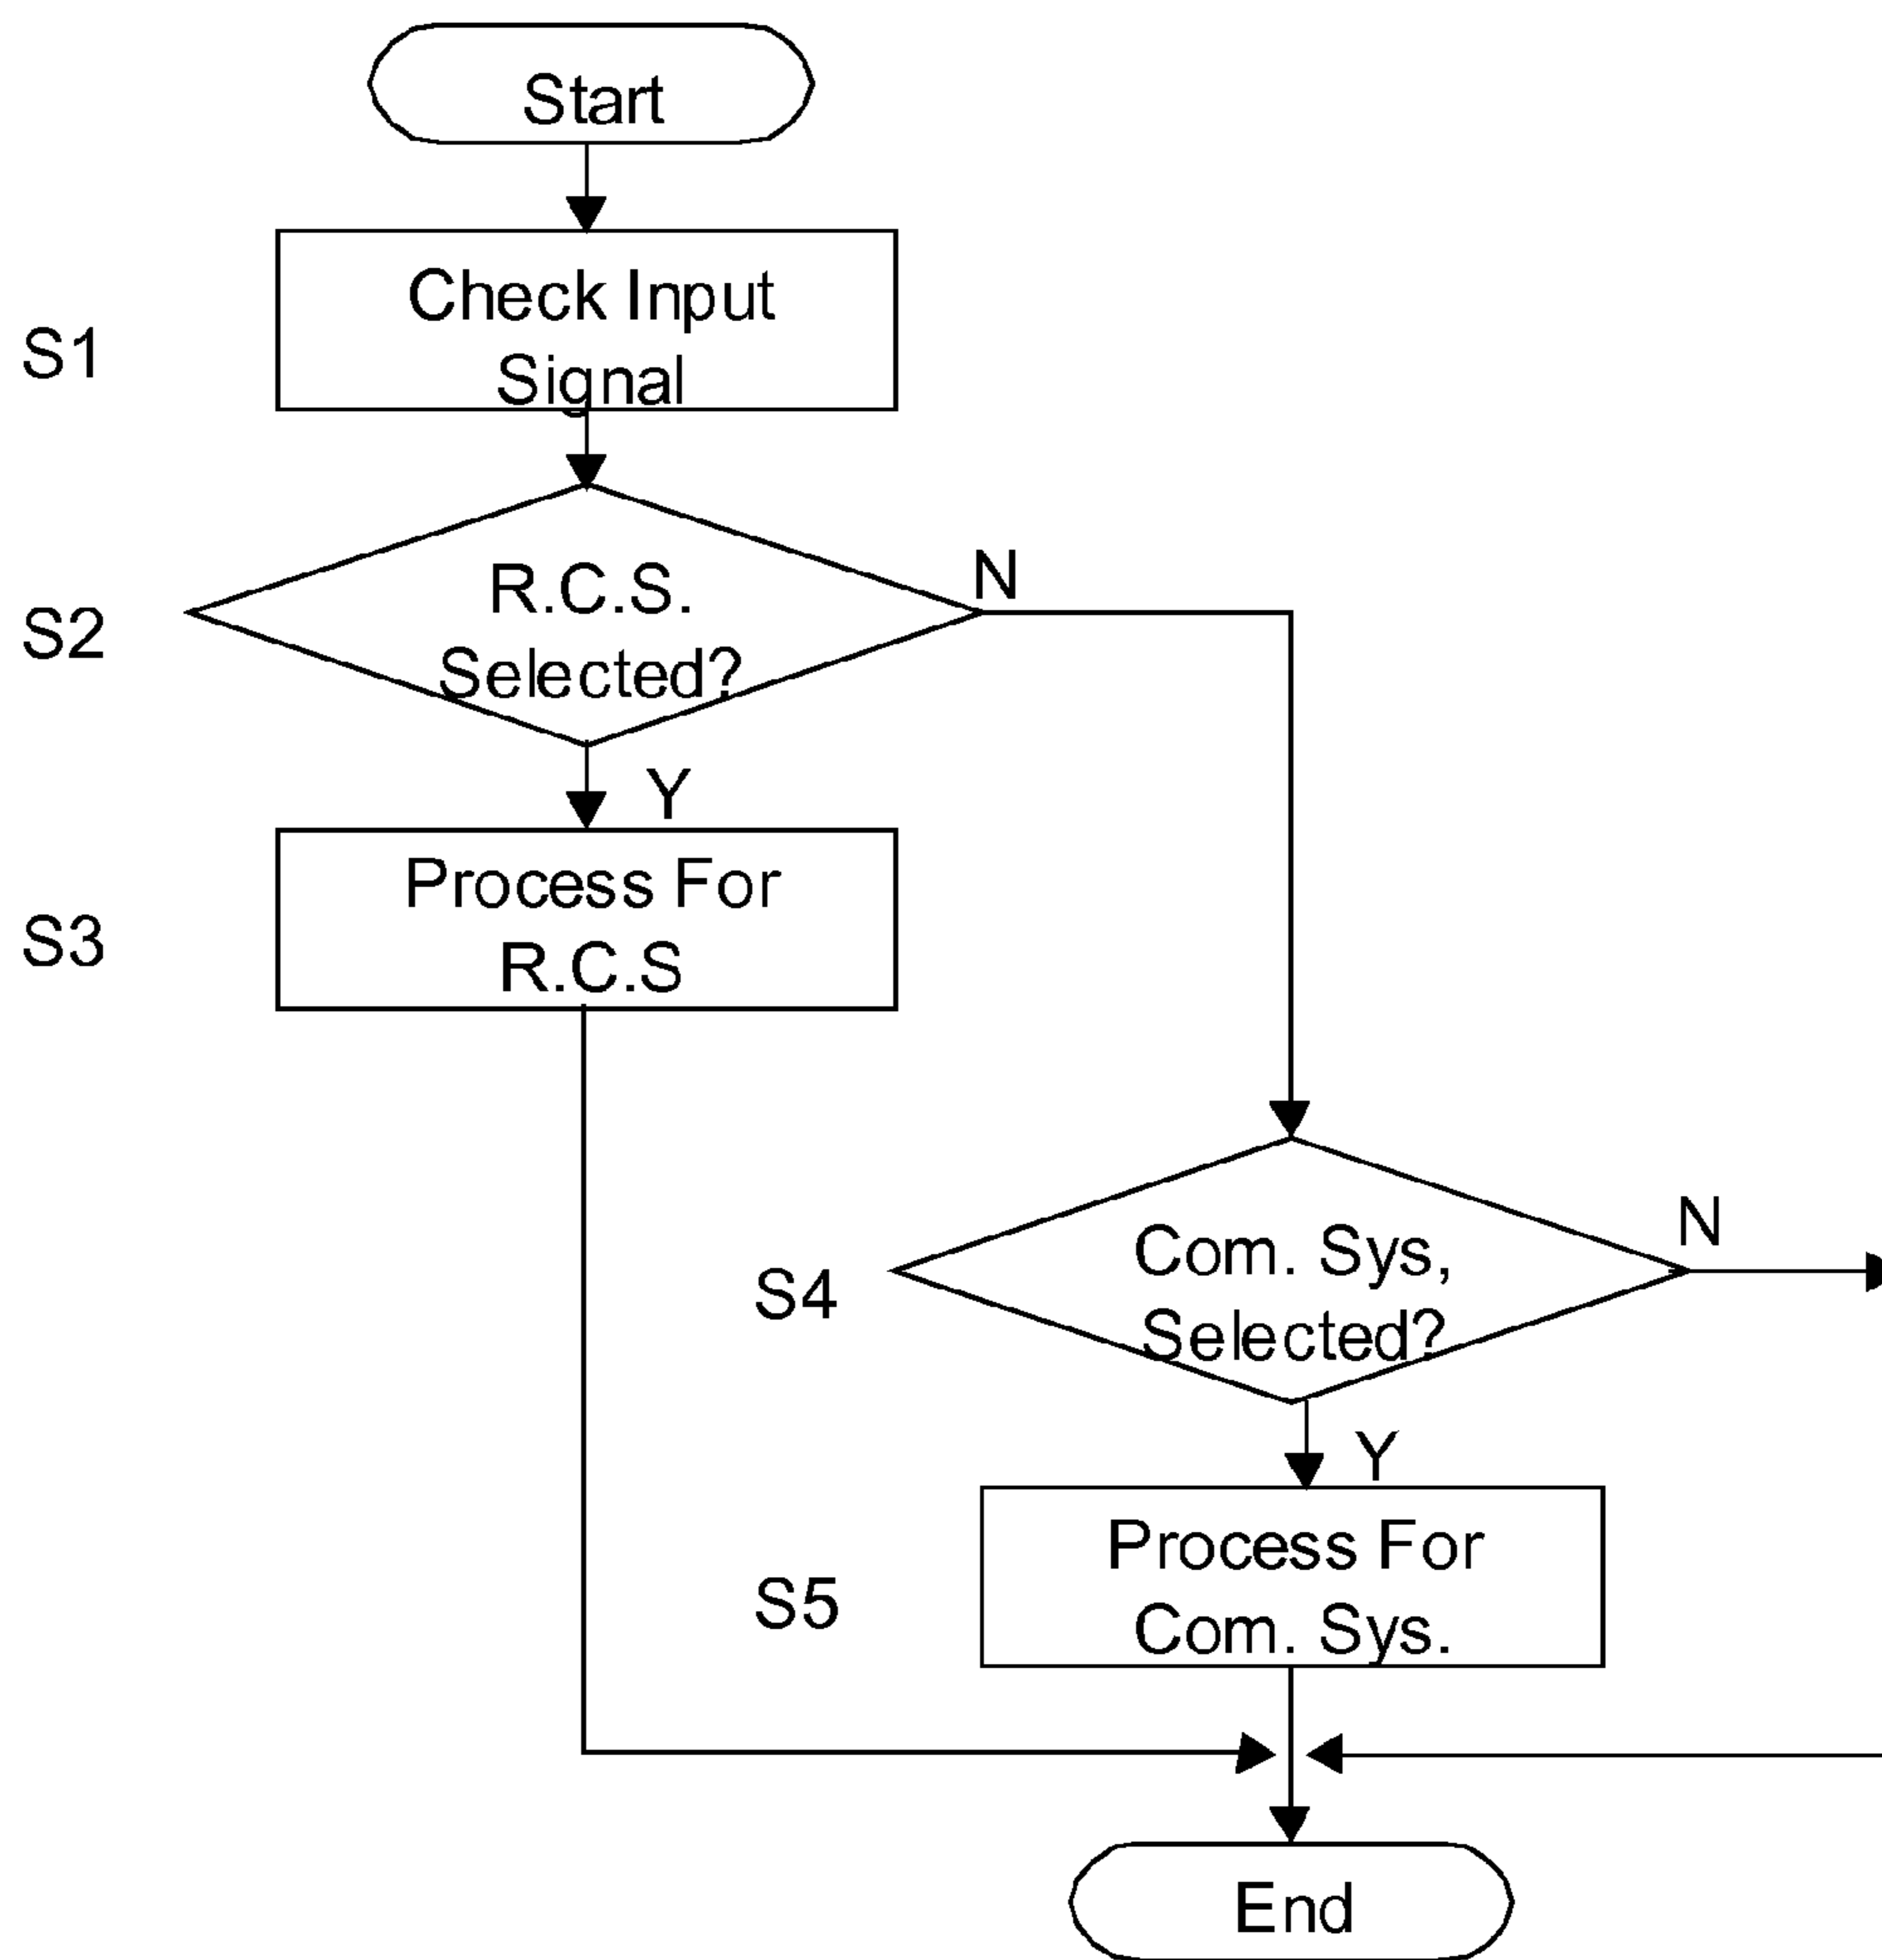 Start
S1
Check Input
Signal
S2
R.C.S.
Selected?
N
Y
S3
Process For
R.C.S
S4
Com. Sys,
Selected?
N
Y
S5
Process For
Com. Sys.
End